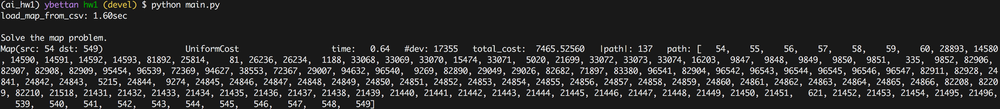 (ai_hw1) ybettan hw1 (devel) $ python main.py
load_map_from_csv: 1.60sec
Solve the map problem.
Map(src: 54 dst: 549)                 UniformCost                   time:   0.64   #dev: 17355   total_cost:  7465.52560   |path|: 137   path: [   54,    55,    56,    57,    58,    59,    60, 28893, 14580
, 14590, 14591, 14592, 14593, 81892, 25814,    81, 26236, 26234,  1188, 33068, 33069, 33070, 15474, 33071,  5020, 21699, 33072, 33073, 33074, 16203,  9847,  9848,  9849,  9850,  9851,   335,  9852, 82906,
82907, 82908, 82909, 95454, 96539, 72369, 94627, 38553, 72367, 29007, 94632, 96540,  9269, 82890, 29049, 29026, 82682, 71897, 83380, 96541, 82904, 96542, 96543, 96544, 96545, 96546, 96547, 82911, 82928, 24
841, 24842, 24843,  5215, 24844,  9274, 24845, 24846, 24847, 24848, 24849, 24850, 24851, 24852, 24853, 24854, 24855, 24856, 24857, 24858, 24859, 24860, 24861, 24862, 24863, 24864, 24865, 24866, 82208, 8220
9, 82210, 21518, 21431, 21432, 21433, 21434, 21435, 21436, 21437, 21438, 21439, 21440, 21441, 21442, 21443, 21444, 21445, 21446, 21447, 21448, 21449, 21450, 21451,   621, 21452, 21453, 21454, 21495, 21496,
   539,   540,   541,   542,   543,   544,   545,   546,   547,   548,   549]